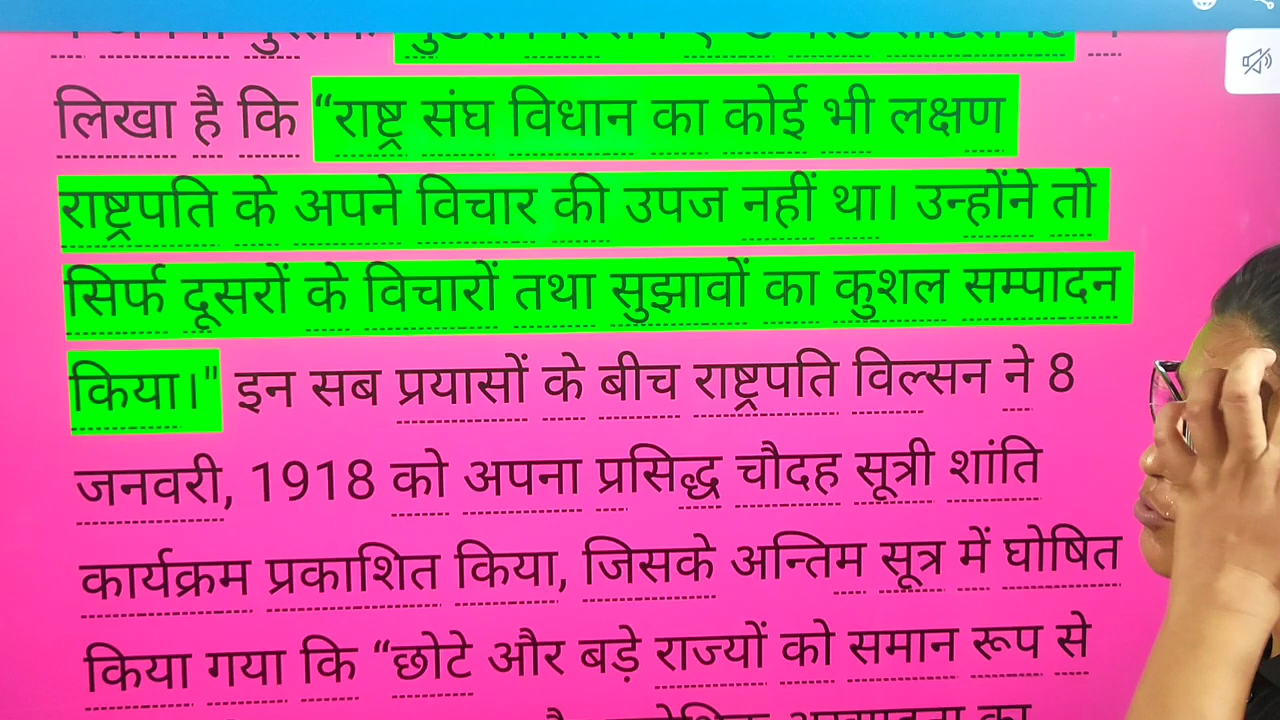 लिखा है कि “राष्ट्र संघ विधान का कोई भी लक्षण
राष्ट्रपति के अपने विचार की उपज नहीं था। उन्होंने तो
सिर्फ दूसरों के विचारों तथा सुझावों का कुशल सम्पादन
किया।" इन सब प्रयासों के बीच राष्ट्रपति विल्सन ने 8
जनवरी, 1918 को अपना प्रसिद्ध चौदह सूत्री शांति
कार्यक्रम प्रकाशित किया, जिसके अन्तिम सूत्र में घोषित
किया गया कि “छोटे और बड़े राज्यों को समान रूप से